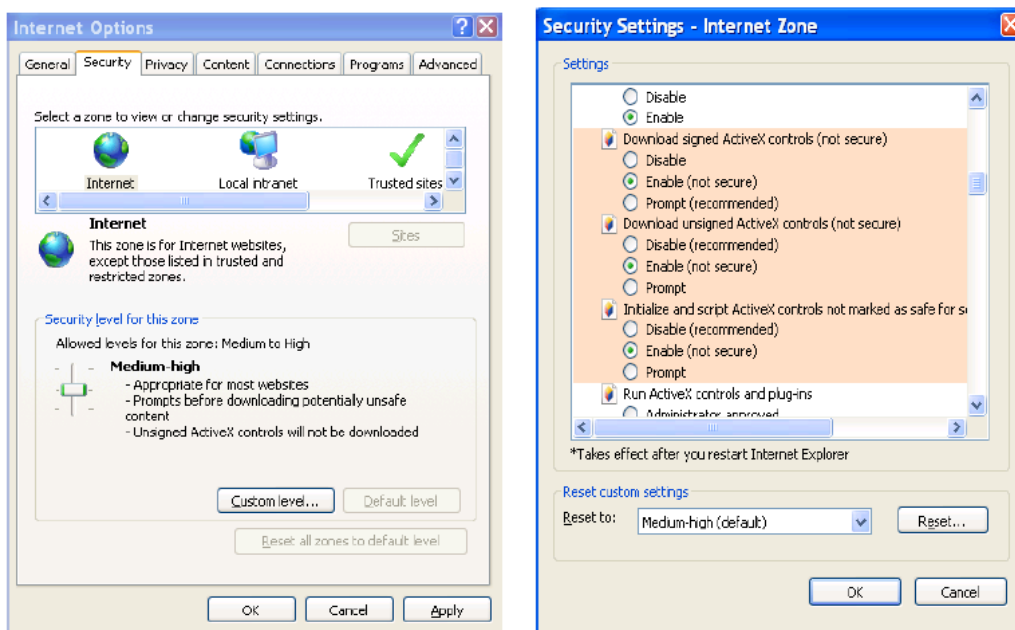 Internet Options
General Security Privacy Content Connections Programs Advanced
Select a zone to view or change security settings.
Internet Local intranet Trusted sites
Internet
Sites
This zone is for Internet websites,
except those listed in trusted and
restricted zones.
Security level for this zone
Allowed levels for this zone: Medium to High
Medium-high
- Appropriate for most websites
- Prompts before downloading potentially unsafe
content
- Unsigned ActiveX controls will not be downloaded
Custom level... Default level
Reset all zones to default level
OK Cancel Apply
Security Settings - Internet Zone
Settings
Disable
Enable
Download signed ActiveX controls (not secure)
Disable
Enable (not secure)
Prompt (recommended)
Download unsigned ActiveX controls (not secure)
Disable (recommended)
Enable (not secure)
Prompt
Initialize and script ActiveX controls not marked as safe for
Disable (recommended)
Enable (not secure)
Prompt
Run ActiveX controls and plug-ins
Administrator approved
*Takes effect after you restart Internet Explorer
Reset custom settings
Reset to: Medium-high (default) Reset...
OK Cancel